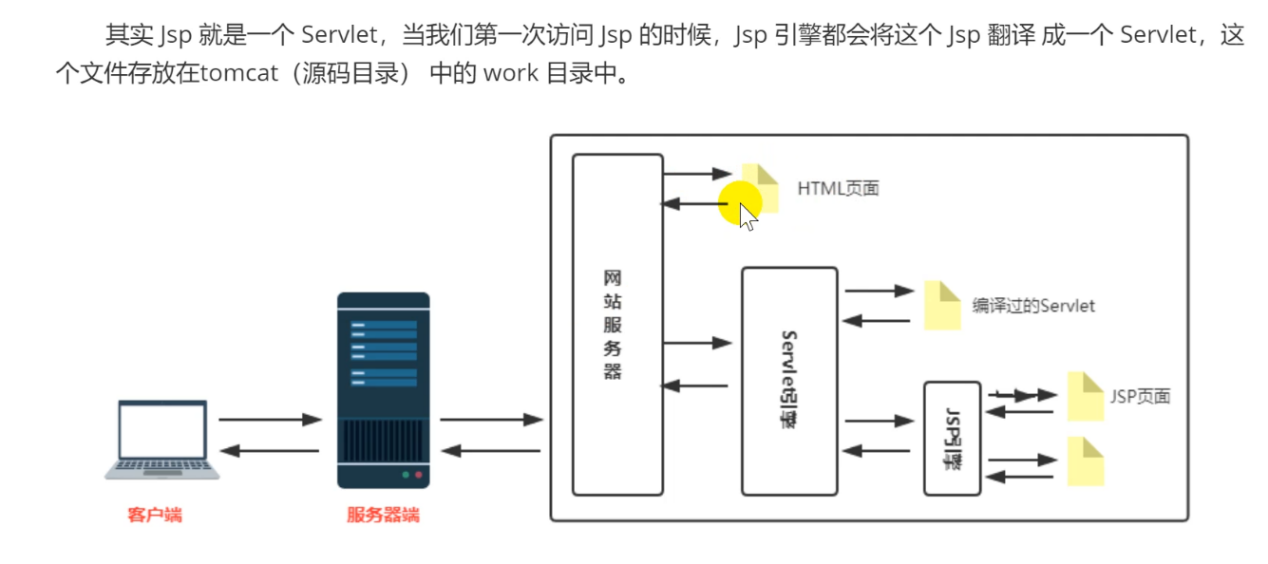 其实 Jsp 就是一个 Servlet，当我们第一次访问 Jsp 的时候，Jsp 引擎都会将这个 Jsp 翻译 成一个 Servlet，这
个文件存放在tomcat（源码目录） 中的 work 目录中。
HTML页面
网站服务器
Servlet引擎
编译过的Servlet
JSP引擎
JSP页面
客户端
服务器端